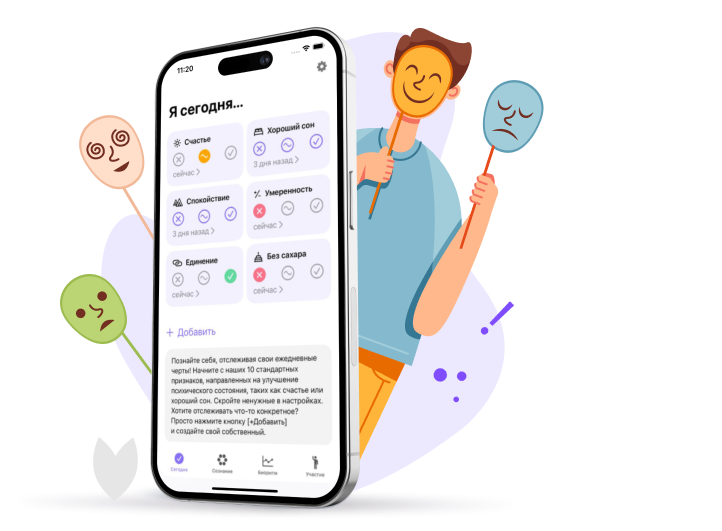 11:20
Я сегодня...
Счастье
сейчас
Хороший сон
3 дня назад
Спокойствие
3 дня назад
Умеренность
сейчас
Единение
сейчас
Без сахара
сейчас
+ Добавить
Познайте себя, отслеживая свои ежедневные
черты! Начните с наших 10 стандартных
признаков, направленных на улучшение
психического состояния, таких как счастье или
хороший сон. Скройте ненужные в настройках.
Хотите отслеживать что-то конкретное?
Просто нажмите кнопку [+Добавить]
и создайте свой собственный.
Сегодня
Сознание
Биоритм
Участие